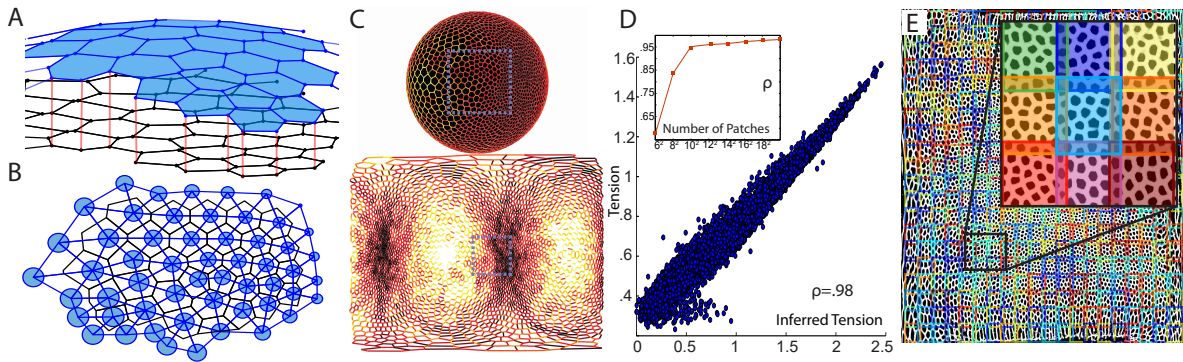 A
B
C
D
E
1.6
1.4
1.2
1
.8
.6
.4
Tension
0
0.5
1
1.5
2
2.5
Inferred Tension
ρ=.98
.95
.85
.75
.65
ρ
Number of Patches
6² 8² 10² 12² 14² 16² 18²